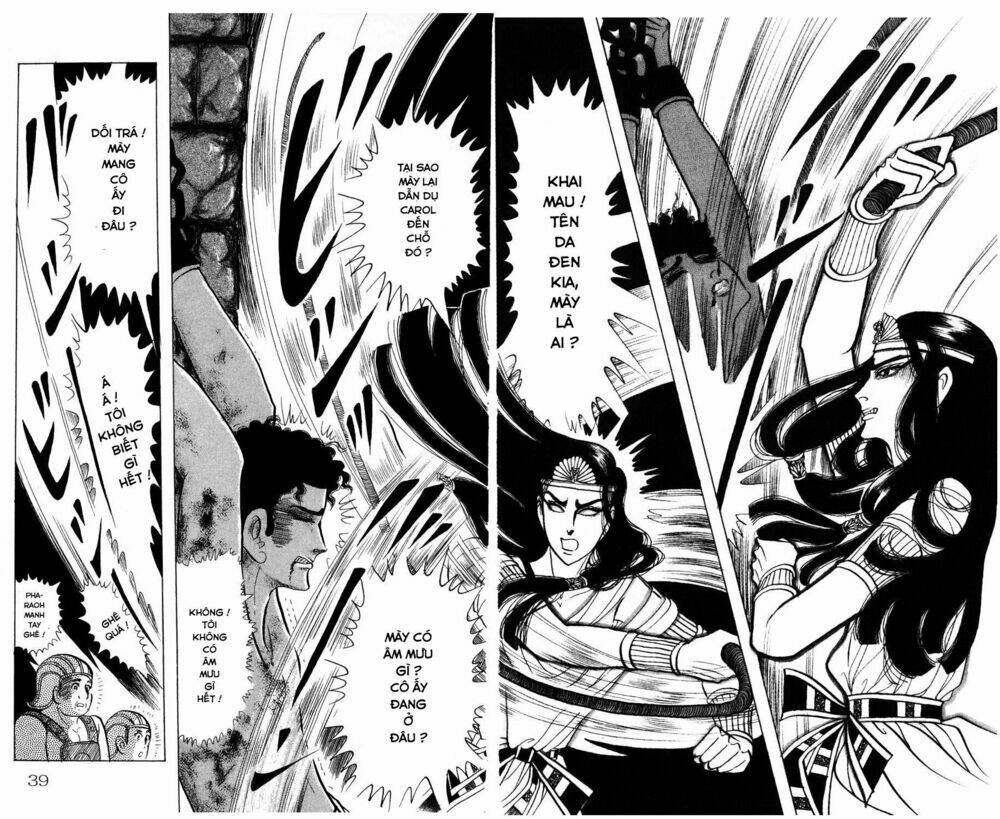 KHAI
MAU !
TÊN
DA
ĐEN
KIA,
MÀY
LÀ
AI ?
TẠI SAO
MÀY LẠI
DẪN DỤ
CAROL
ĐẾN
CHỖ
ĐÓ ?
MÀY CÓ
ÂM MƯU
GÌ ?
CÔ ẤY
ĐANG
Ở
ĐÂU ?
KHÔNG !
TÔI
KHÔNG
CÓ
ÂM MƯU
GÌ
HẾT !
DỐI TRÁ !
MÀY
MANG
CÔ
ẤY
ĐI
ĐÂU ?
Á
Á !
TÔI
KHÔNG
BIẾT
GÌ
HẾT !
GHÊ
QUÁ !
PHA-
RAOH
MẠNH
TAY
GHÊ !
39